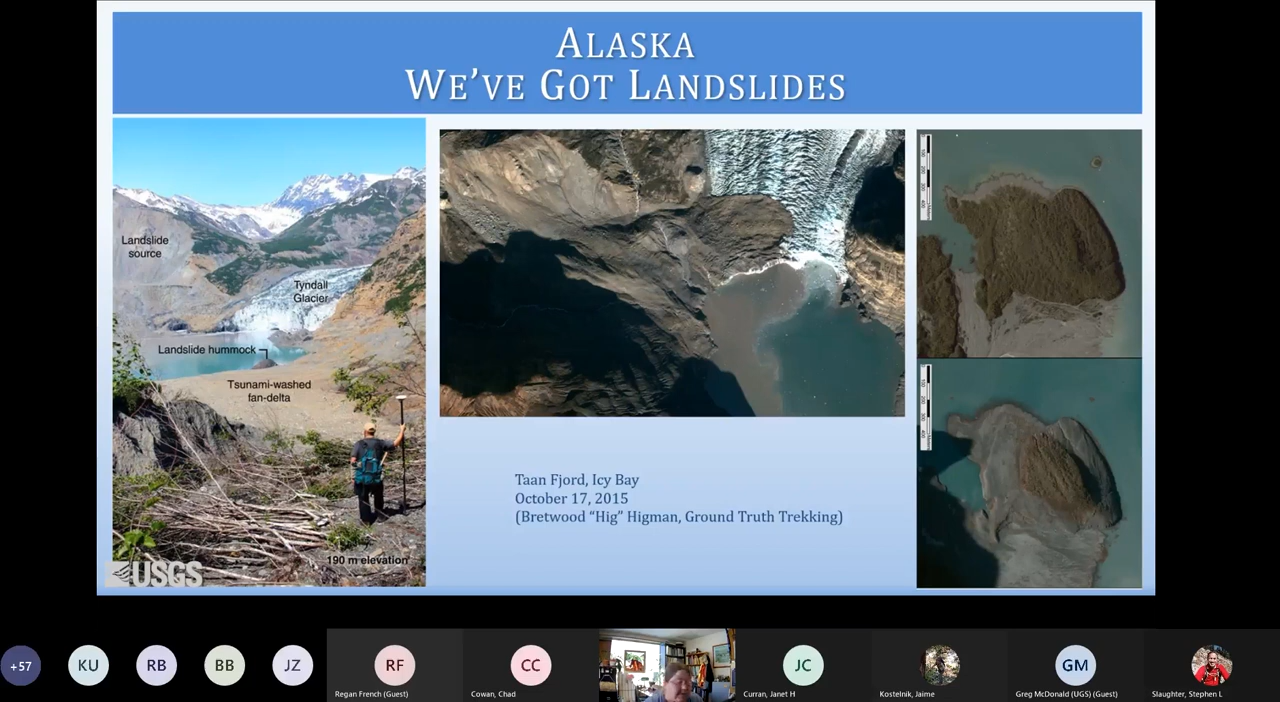 ALASKA
WE'VE GOT LANDSLIDES
Landslide
source
Tyndall
Glacier
Landslide hummock
Tsunami-washed
fan-delta
190 m elevation
USGS
Taan Fjord, Icy Bay
October 17, 2015
(Bretwood “Hig” Higman, Ground Truth Trekking)
+57
KU
RB
BB
JZ
RF
Regan French (Guest)
CC
Cowan, Chad
JC
Curran, Janet H
Kostelnik, Jaime
GM
Greg McDonald (UGS) (Guest)
Slaughter, Stephen L